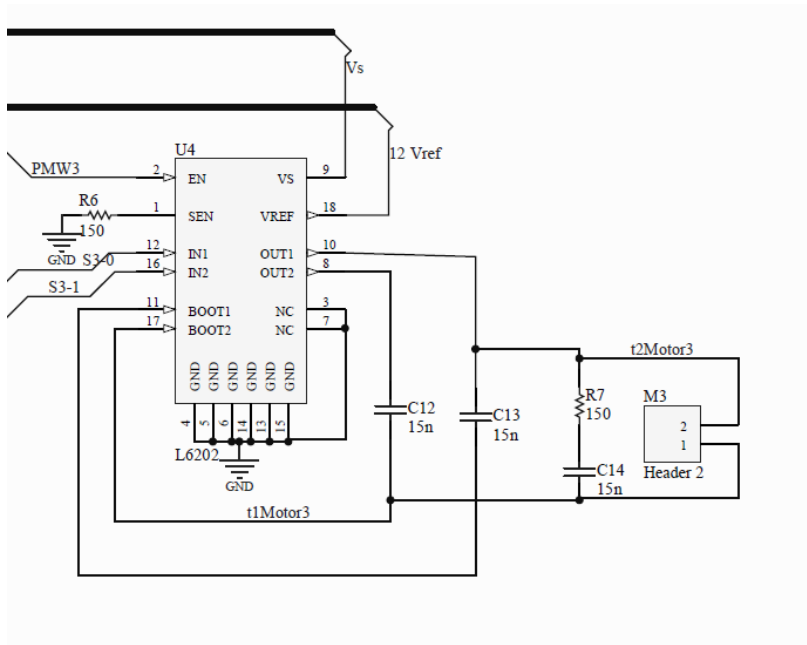 Vs
12 Vref
U4
PMW3
2
EN
VS
9
R6
150
1
SEN
VREF
18
GND
S3-0
12
IN1
OUT1
10
S3-1
16
IN2
OUT2
8
11
BOOT1
NC
3
17
BOOT2
NC
7
GND
GND
GND
GND
GND
GND
4
5
6
14
13
15
L6202
GND
t1Motor3
C12
15n
C13
15n
R7
150
C14
15n
t2Motor3
M3
2
1
Header 2